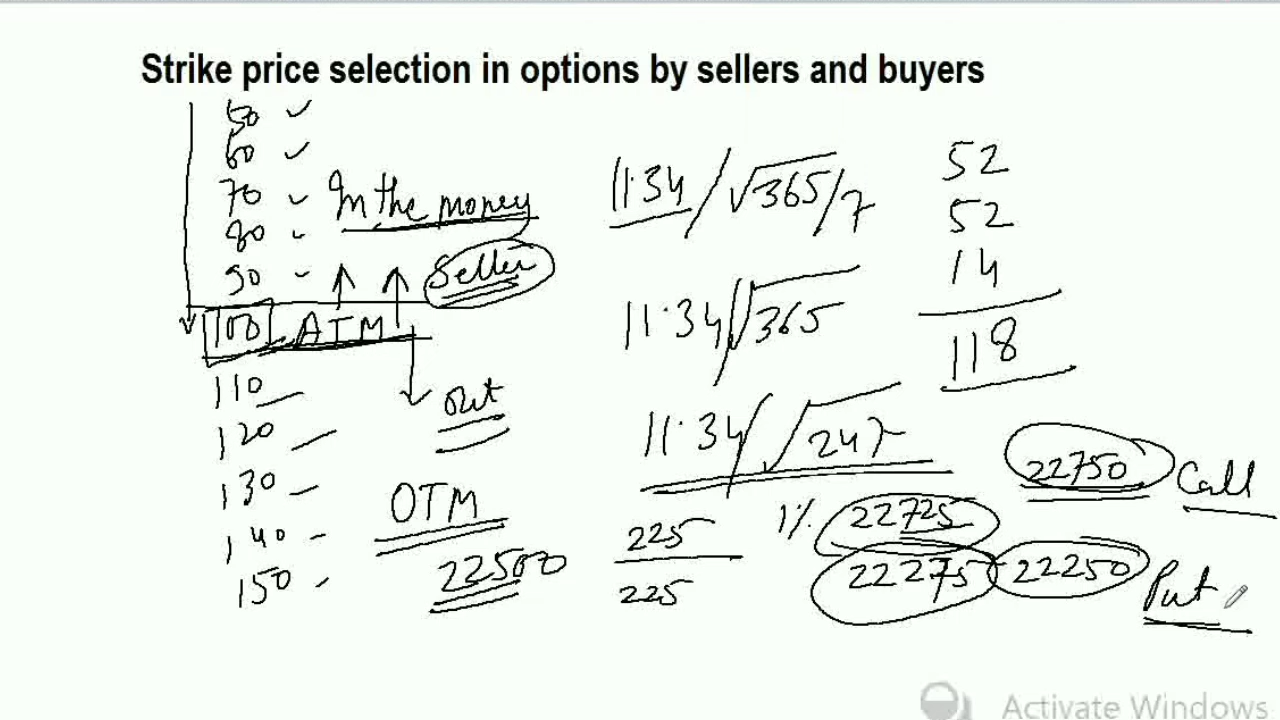 Strike price selection in options by sellers and buyers
50
60
70
80
90
In the money
Seller
100 ATM
110
120
130
140
150
out
OTM
22500
11.34/√365/7
11.34/√365
11.34/√247
225
225
52
52
14
118
1%
22725
22275
22750 Call
22250 Put
Activate Windows